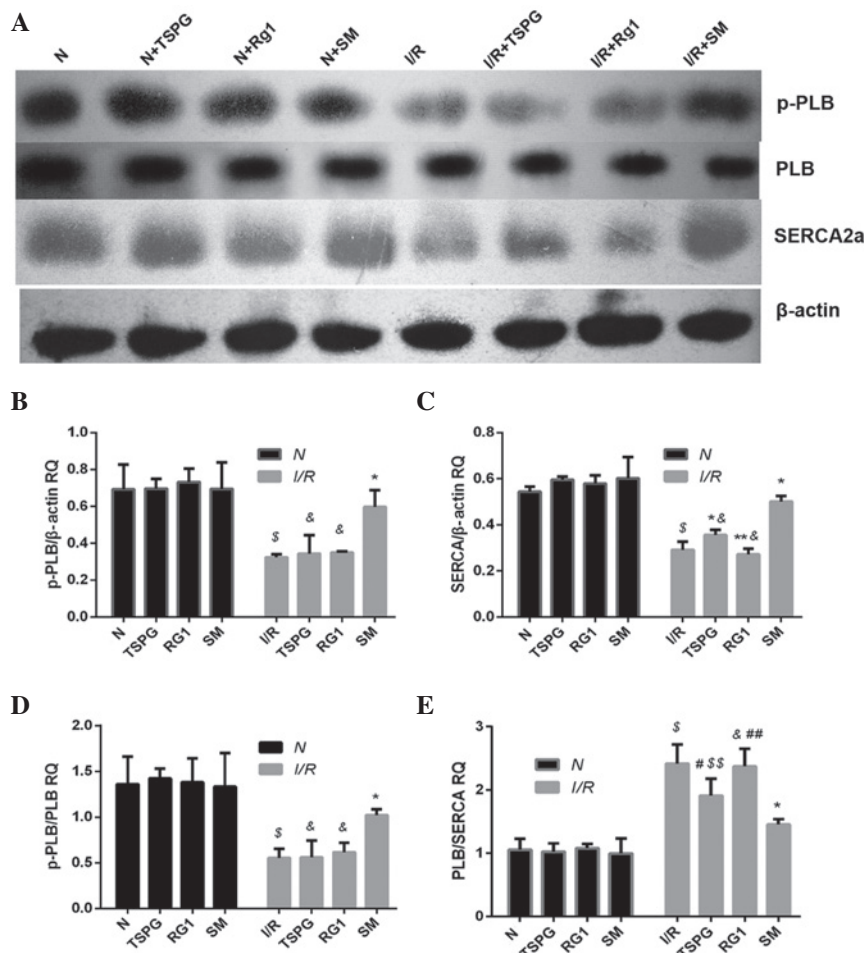 A
N N+TSPG N+Rg1 N+SM I/R I/R+TSPG I/R+Rg1 I/R+SM
p-PLB
PLB
SERCA2a
β-actin
B
p-PLB/β-actin RQ
1.0
0.8
0.6
0.4
0.2
0.0
N
I/R
$ & & *
N TSPG RG1 SM I/R TSPG RG1 SM
C
SERCA/β-actin RQ
0.8
0.6
0.4
0.2
0.0
N
I/R
$ *& **& *
N TSPG RG1 SM I/R TSPG RG1 SM
D
p-PLB/PLB RQ
2.0
1.5
1.0
0.5
0.0
N
I/R
$ & & *
N TSPG RG1 SM I/R TSPG RG1 SM
E
PLB/SERCA RQ
3
2
1
0
N
I/R
$ # $$ & ## *
N TSPG RG1 SM I/R TSPG RG1 SM